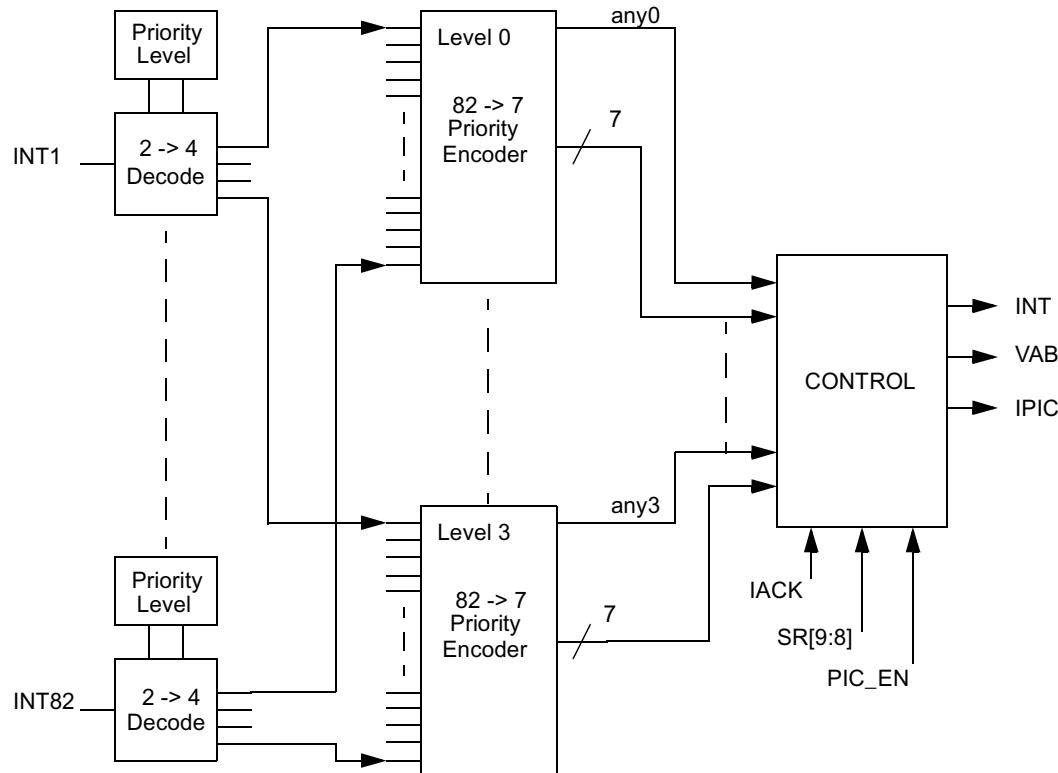 Priority
Level
INT1
2 -> 4
Decode
Level 0
82 -> 7
Priority
Encoder
any0
7
CONTROL
INT
VAB
IPIC
IACK
SR[9:8]
PIC_EN
Priority
Level
INT82
2 -> 4
Decode
Level 3
82 -> 7
Priority
Encoder
any3
7